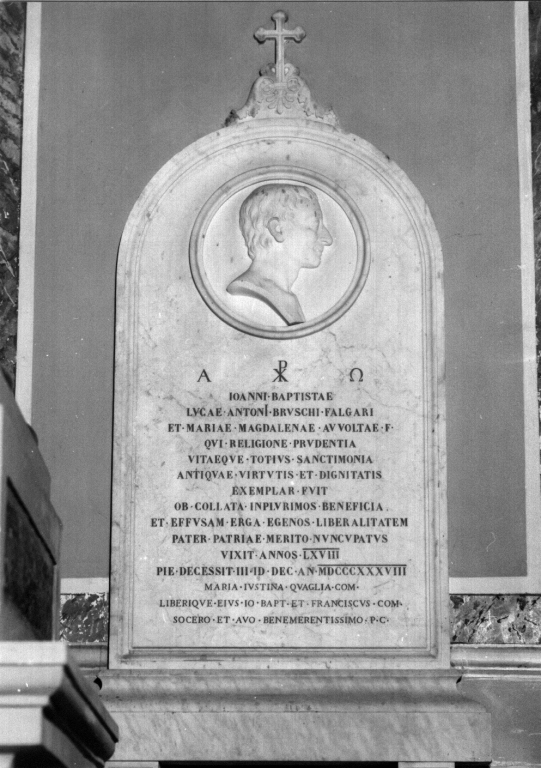 Α ☧ Ω
IOANNI·BAPTISTAE
LVCAE·ANTONI·BRVSCHI·FALGARI
ET·MARIAE·MAGDALENAE·AVVOLTAE·F·
QVI·RELIGIONE·PRVDENTIA
VITAEQVE·TOTIVS·SANCTIMONIA
ANTIQVAE·VIRTVTIS·ET·DIGNITATIS
EXEMPLAR·FVIT
OB·COLLATA·INPLVRIMOS·BENEFICIA
ET·EFFVSAM·ERGA·EGENOS·LIBERALITATEM
PATER·PATRIAE·MERITO·NVNCVPATVS
VIXIT·ANNOS·LXVIII
PIE·DECESSIT·III·ID·DEC·AN·MDCCCXXXVIII
MARIA·IVSTINA·QVAGLIA·COM·
LIBERIQVE·EIVS·IO·BAPT·ET·FRANCISCVS·COM·
SOCERO·ET·AVO·BENEMERENTISSIMO·P·C·